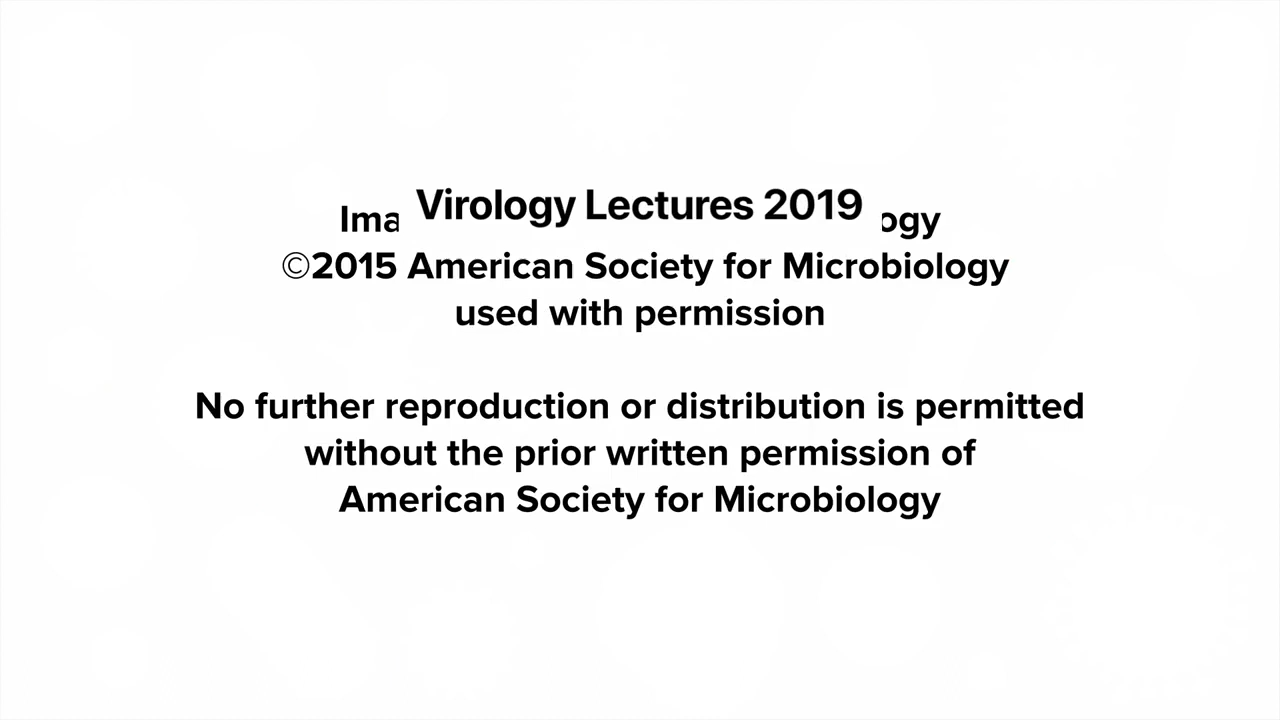 Virology Lectures 2019
©2015 American Society for Microbiology
used with permission
No further reproduction or distribution is permitted
without the prior written permission of
American Society for Microbiology